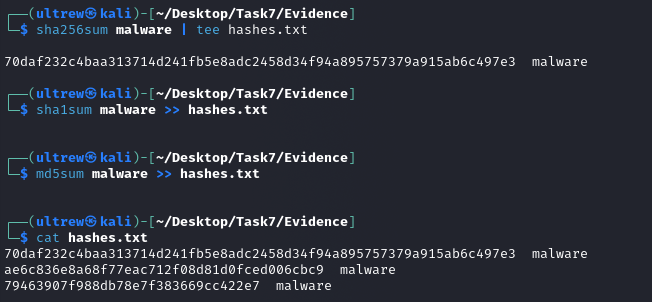 ┌──(ultrew㉿kali)-[~/Desktop/Task7/Evidence]
└─$ sha256sum malware | tee hashes.txt
70daf232c4baa313714d241fb5e8adc2458d34f94a895757379a915ab6c497e3  malware
┌──(ultrew㉿kali)-[~/Desktop/Task7/Evidence]
└─$ sha1sum malware >> hashes.txt
┌──(ultrew㉿kali)-[~/Desktop/Task7/Evidence]
└─$ md5sum malware >> hashes.txt
┌──(ultrew㉿kali)-[~/Desktop/Task7/Evidence]
└─$ cat hashes.txt
70daf232c4baa313714d241fb5e8adc2458d34f94a895757379a915ab6c497e3  malware
ae6c836e8a68f77eac712f08d81d0fced006cbc9  malware
79463907f988db78e7f383669cc422e7  malware